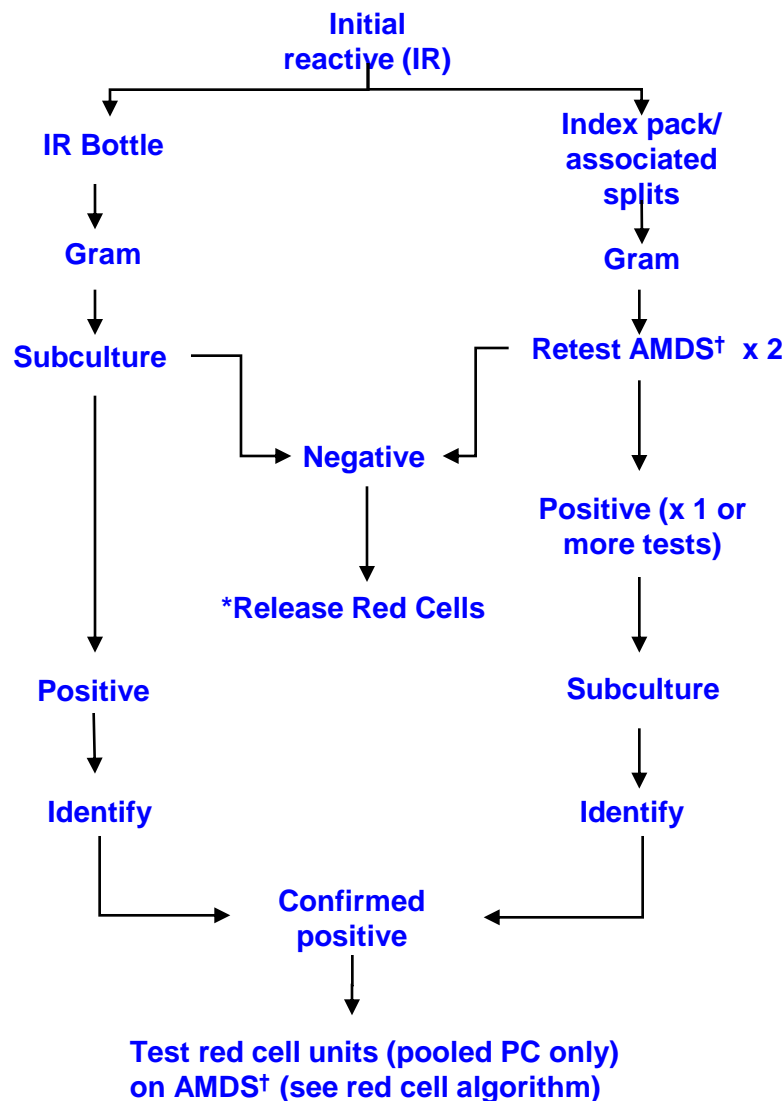 Initial
reactive (IR)
IR Bottle
Index pack/
associated
splits
Gram
Gram
Subculture
Retest AMDS† x 2
Negative
Positive (x 1 or
more tests)
*Release Red Cells
Positive
Subculture
Identify
Identify
Confirmed
positive
Test red cell units (pooled PC only)
on AMDS† (see red cell algorithm)